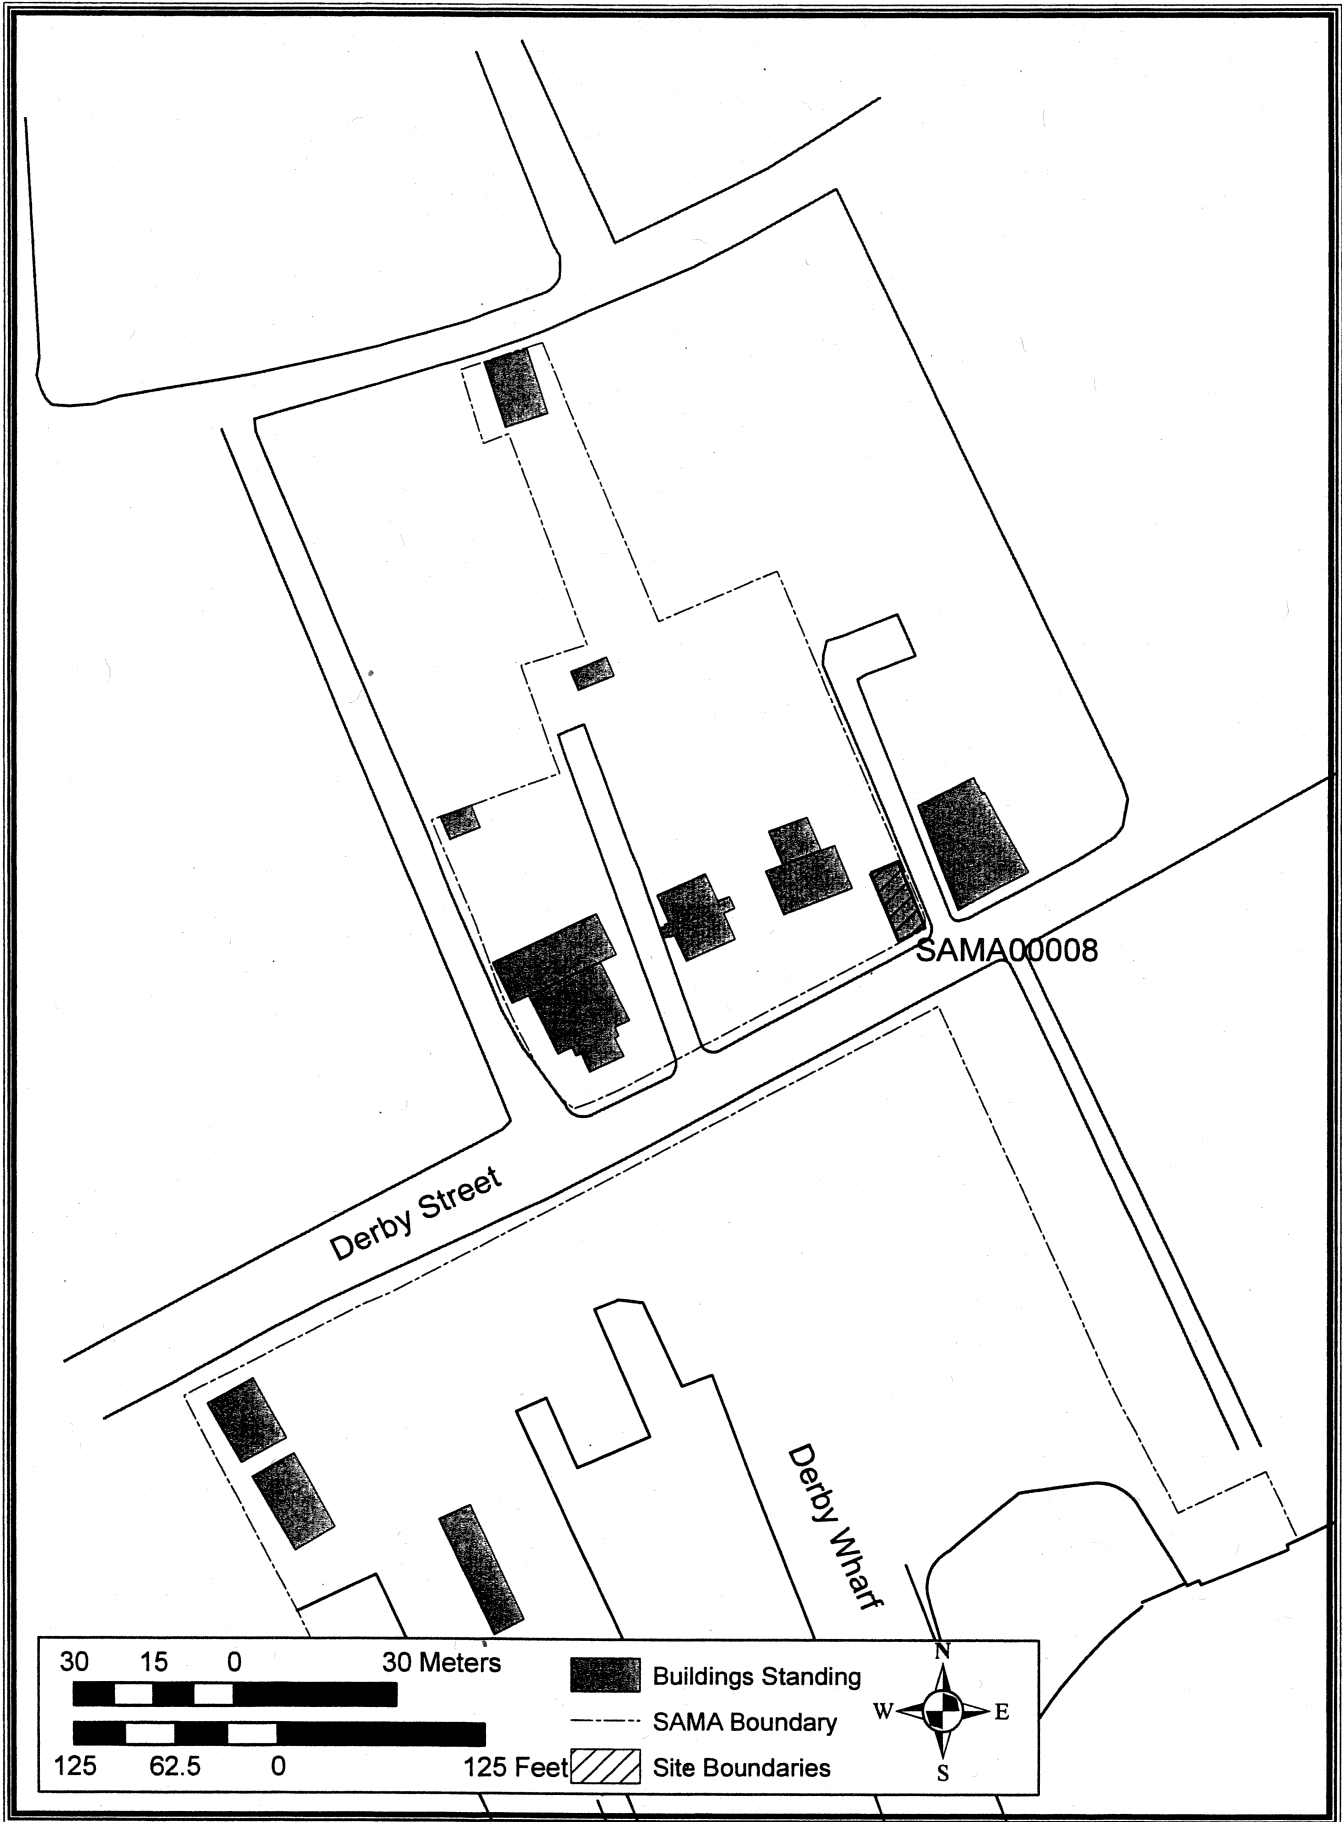 SAMA00008
Derby Street
Derby Wharf
30 15 0 30 Meters
125 62.5 0 125 Feet
Buildings Standing
SAMA Boundary
Site Boundaries
N
W E
S